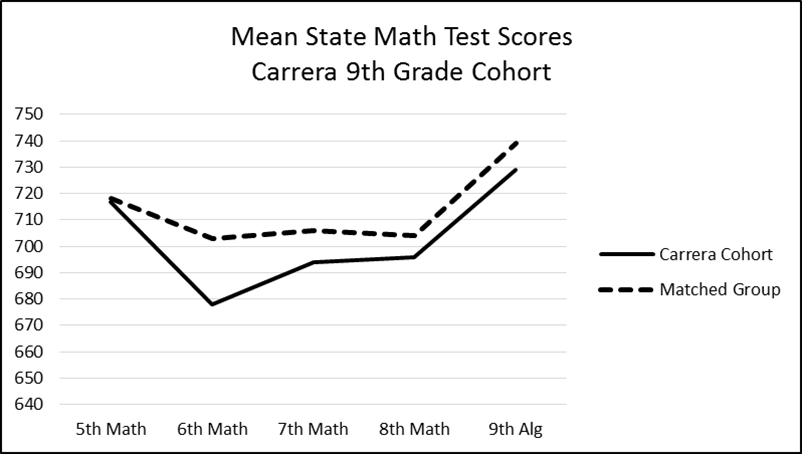 Mean State Math Test Scores
Carrera 9th Grade Cohort
750
740
730
720
710
700
690
680
670
660
650
640
5th Math 6th Math 7th Math 8th Math 9th Alg
Carrera Cohort
Matched Group